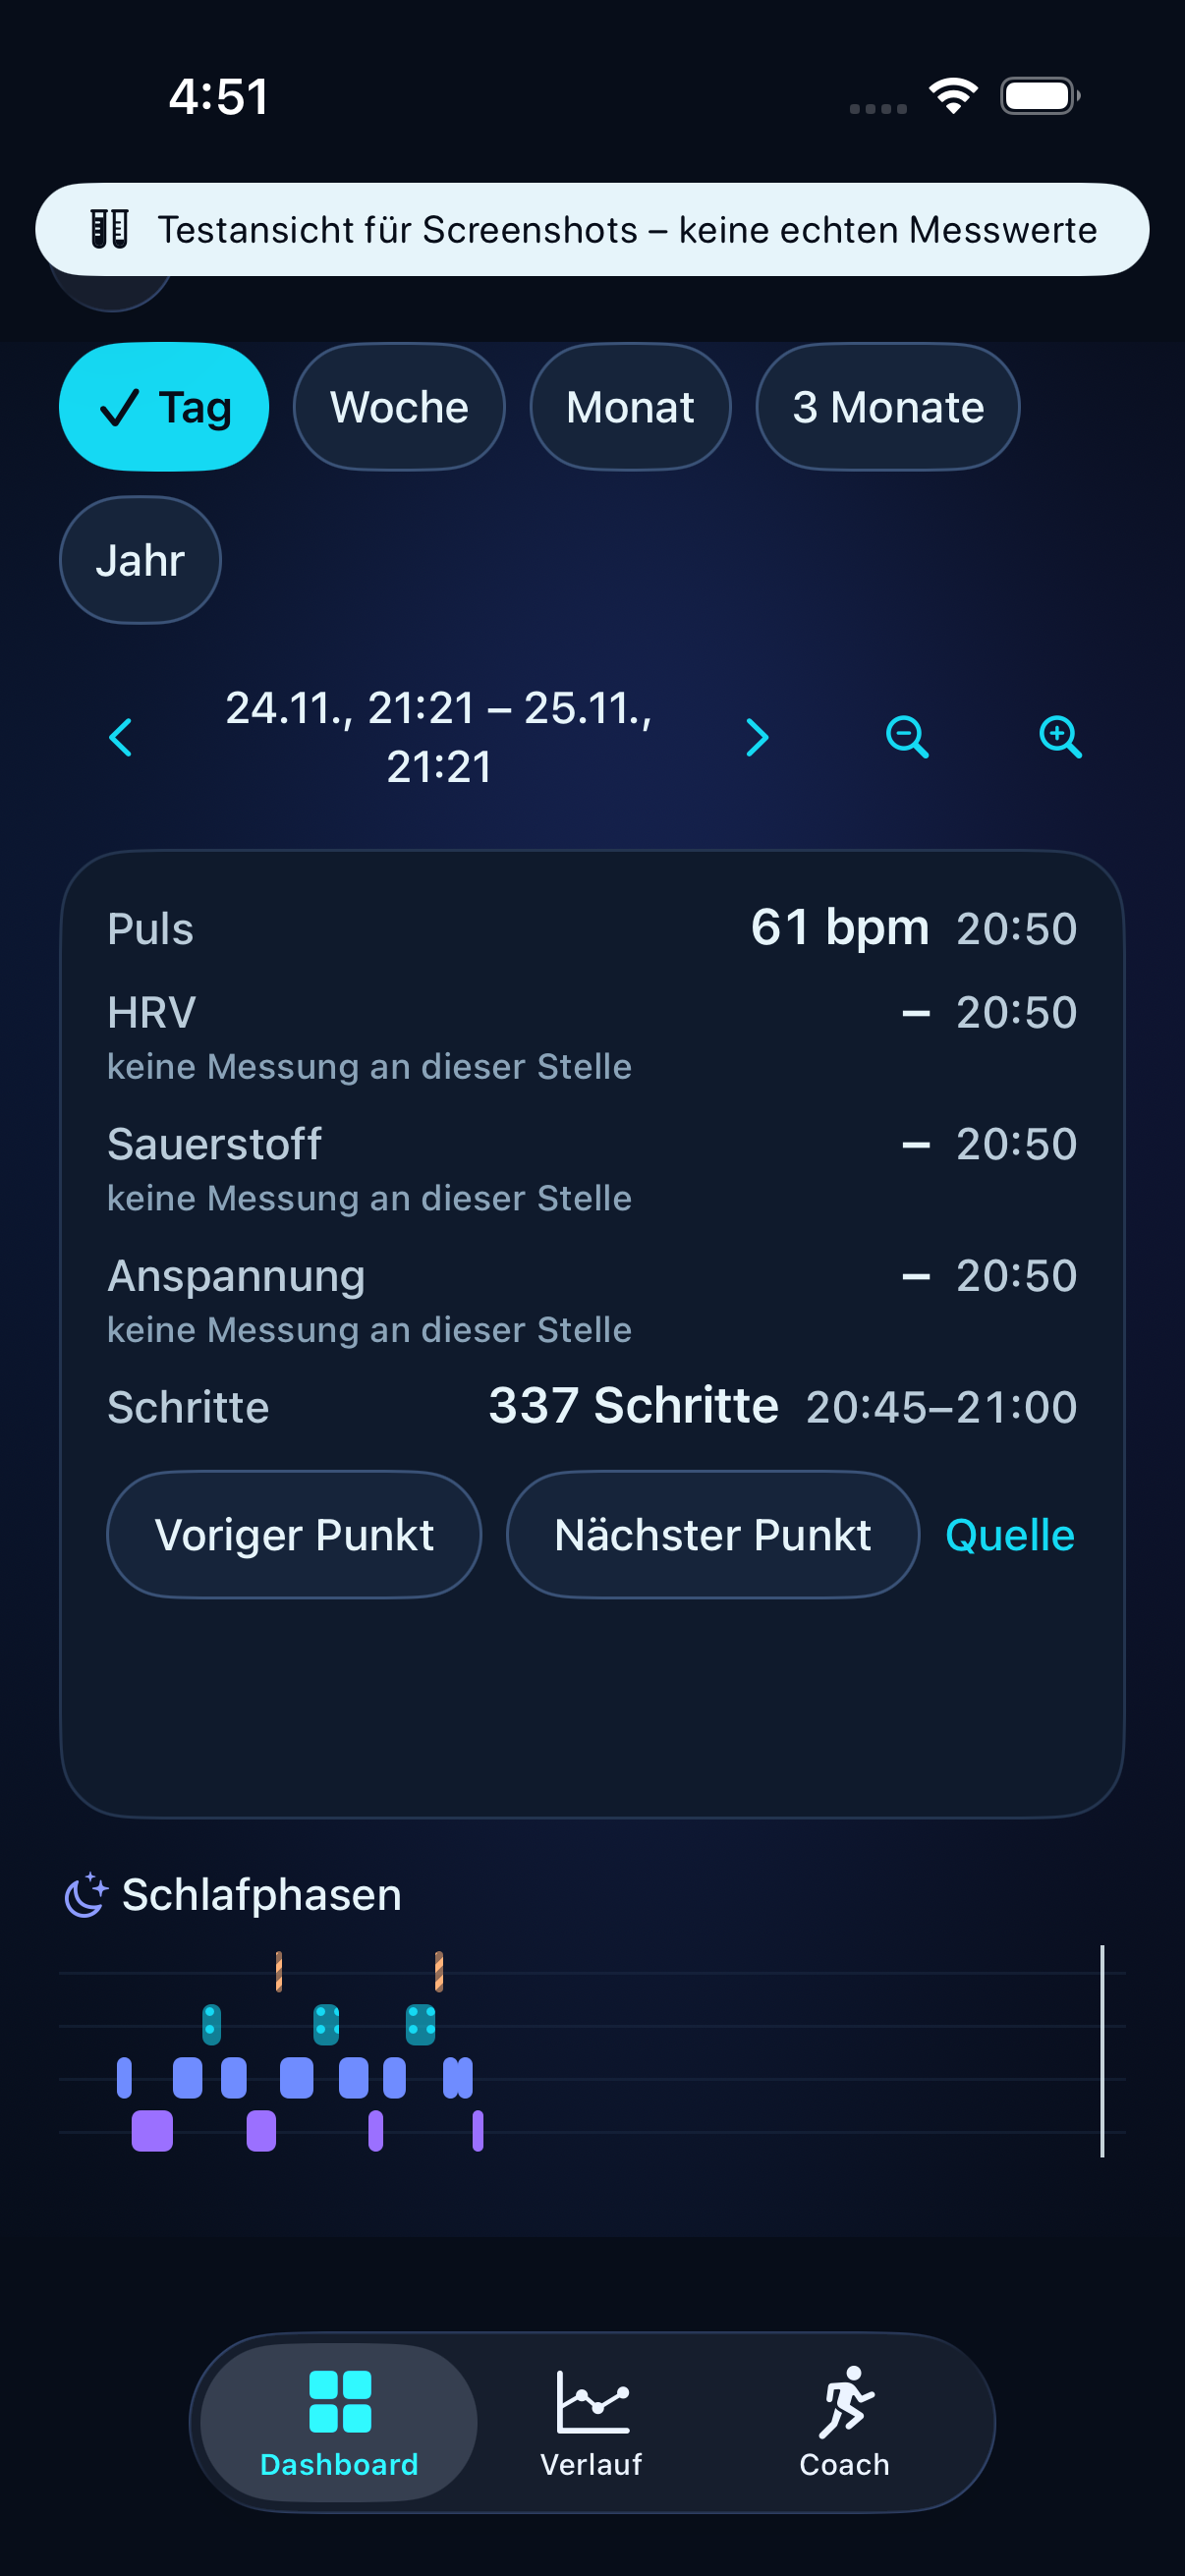 4:51
Testansicht für Screenshots – keine echten Messwerte
Tag
Woche
Monat
3 Monate
Jahr
24.11., 21:21 – 25.11.,
21:21
Puls 61 bpm 20:50
HRV – 20:50
keine Messung an dieser Stelle
Sauerstoff – 20:50
keine Messung an dieser Stelle
Anspannung – 20:50
keine Messung an dieser Stelle
Schritte 337 Schritte 20:45–21:00
Voriger Punkt
Nächster Punkt
Quelle
Schlafphasen
Dashboard
Verlauf
Coach